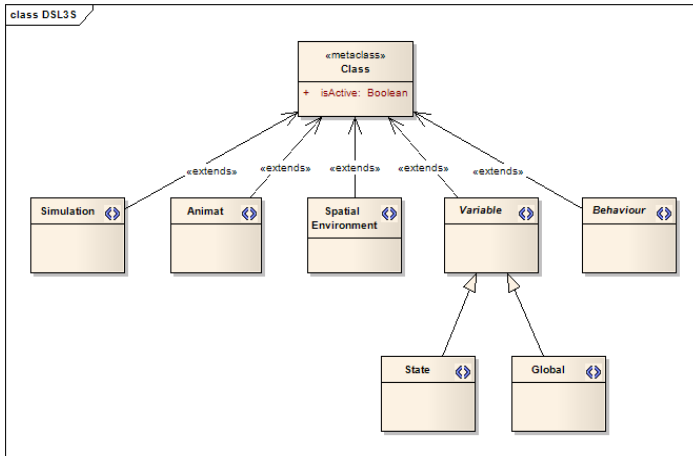 class DSL3S
«metaclass»
Class
+ isActive: Boolean
«extends» «extends» «extends» «extends» «extends»
Simulation
Animat
Spatial
Environment
Variable
Behaviour
State
Global